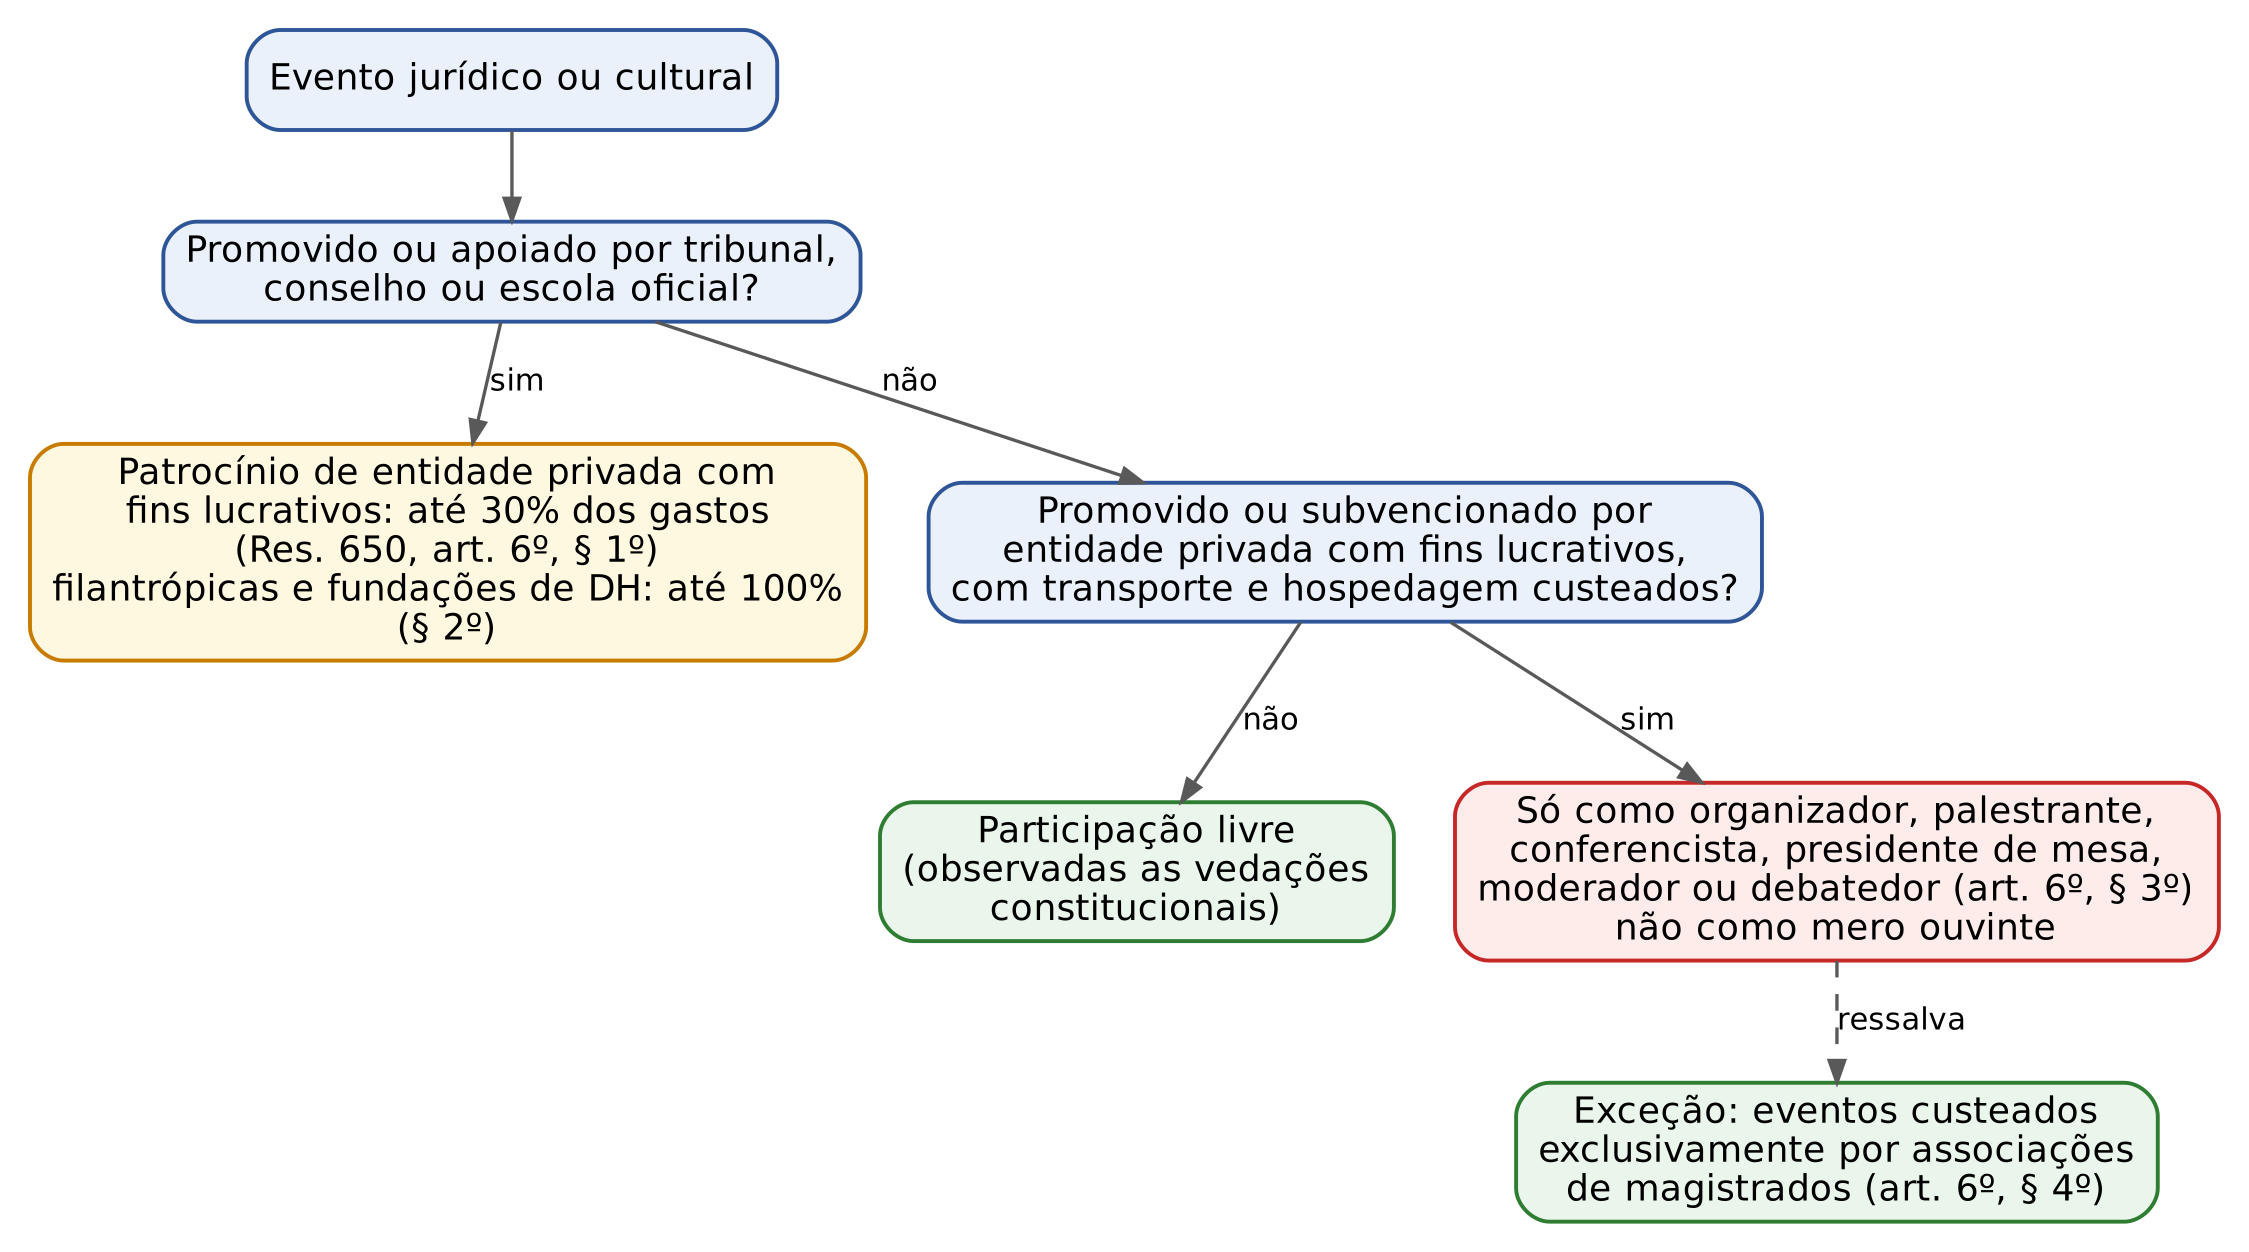 Evento jurídico ou cultural
Promovido ou apoiado por tribunal,
conselho ou escola oficial?
sim
não
Patrocínio de entidade privada com
fins lucrativos: até 30% dos gastos
(Res. 650, art. 6º, § 1º)
filantrópicas e fundações de DH: até 100%
(§ 2º)
Promovido ou subvencionado por
entidade privada com fins lucrativos,
com transporte e hospedagem custeados?
não
sim
Participação livre
(observadas as vedações
constitucionais)
Só como organizador, palestrante,
conferencista, presidente de mesa,
moderador ou debatedor (art. 6º, § 3º)
não como mero ouvinte
ressalva
Exceção: eventos custeados
exclusivamente por associações
de magistrados (art. 6º, § 4º)